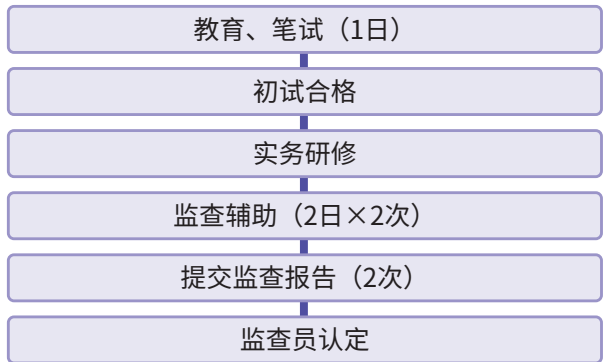 教育、笔试（1日）
初试合格
实务研修
监查辅助（2日×2次）
提交监查报告（2次）
监查员认定